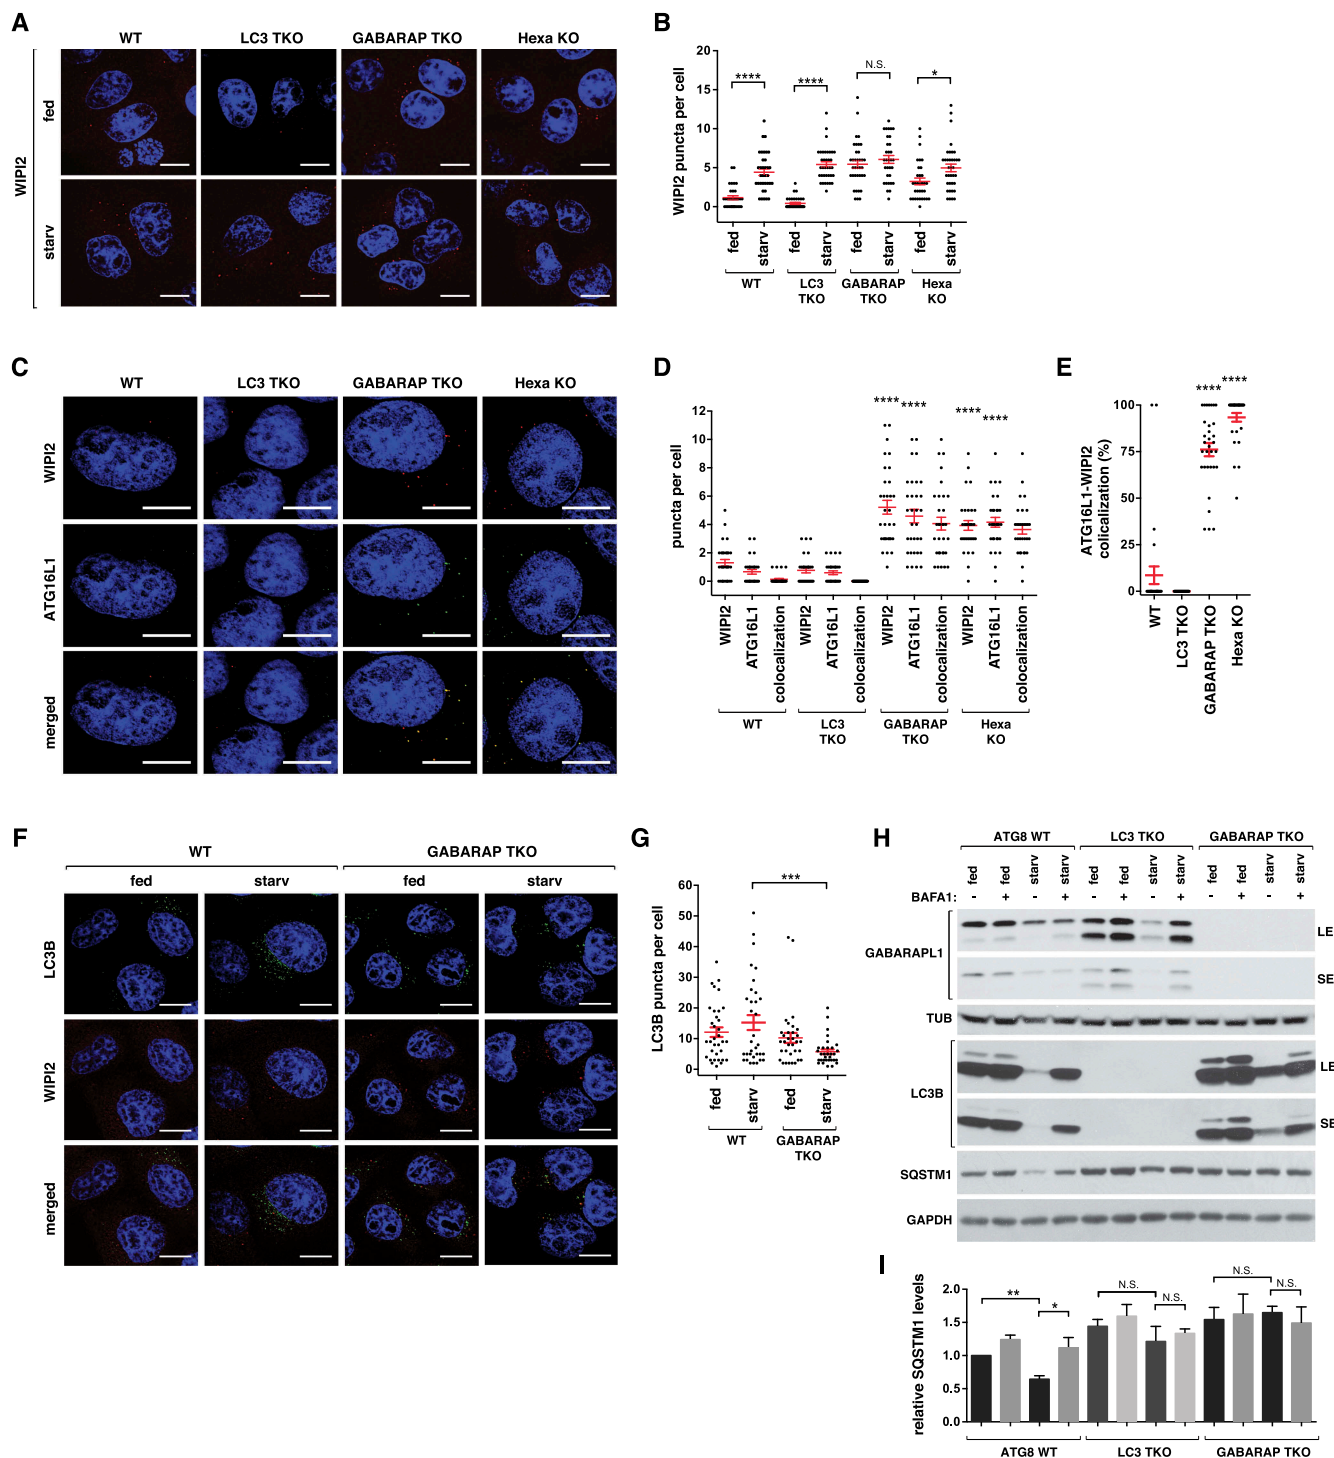 A
WT
LC3 TKO
GABARAP TKO
Hexa KO
WIPI2
fed
starv
B
WIPI2 puncta per cell
20
15
10
5
0
****
****
N.S.
*
fed
starv
fed
starv
fed
starv
fed
starv
WT
LC3
TKO
GABARAP
TKO
Hexa
KO
C
WT
LC3 TKO
GABARAP TKO
Hexa KO
WIPI2
ATG16L1
merged
D
puncta per cell
12
10
8
6
4
2
0
****
****
****
****
WIPI2
ATG16L1
colocalization
WIPI2
ATG16L1
colocalization
WIPI2
ATG16L1
colocalization
WIPI2
ATG16L1
colocalization
WT
LC3
TKO
GABARAP
TKO
Hexa
KO
E
ATG16L1-WIPI2
colicalization (%)
100
75
50
25
0
****
****
WT
LC3 TKO
GABARAP TKO
Hexa KO
F
WT
GABARAP TKO
fed
starv
fed
starv
LC3B
WIPI2
merged
G
LC3B puncta per cell
60
50
40
30
20
10
0
***
fed
starv
fed
starv
WT
GABARAP
TKO
H
ATG8 WT
LC3 TKO
GABARAP TKO
fed
fed
starv
starv
fed
fed
starv
starv
fed
fed
starv
starv
BAFA1: - + - + - + - + - + - +
GABARAPL1
LE
SE
TUB
LC3B
LE
SE
SQSTM1
GAPDH
I
relative SQSTM1 levels
2.0
1.5
1.0
0.5
0.0
**
*
N.S.
N.S.
N.S.
N.S.
ATG8 WT
LC3 TKO
GABARAP TKO